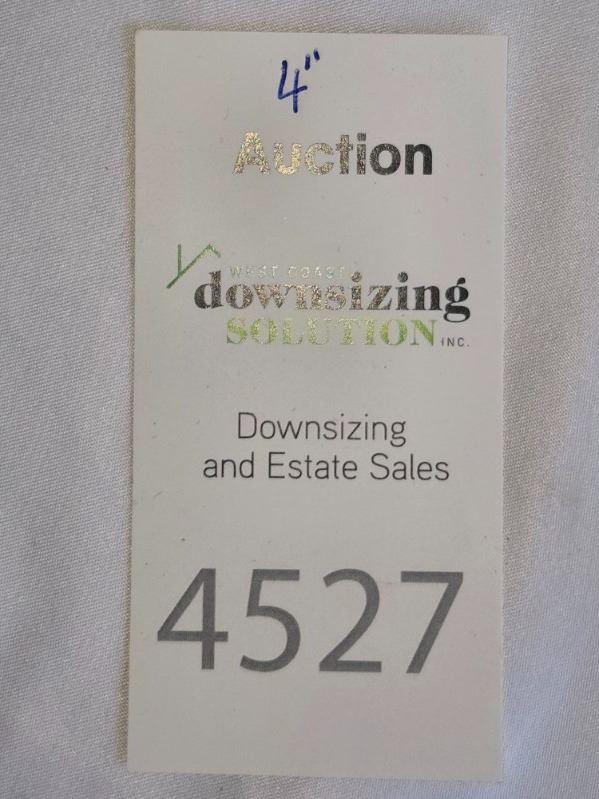 4"
Auction
WEST COAST
downsizing
SOLUTION INC.
Downsizing
and Estate Sales
4527